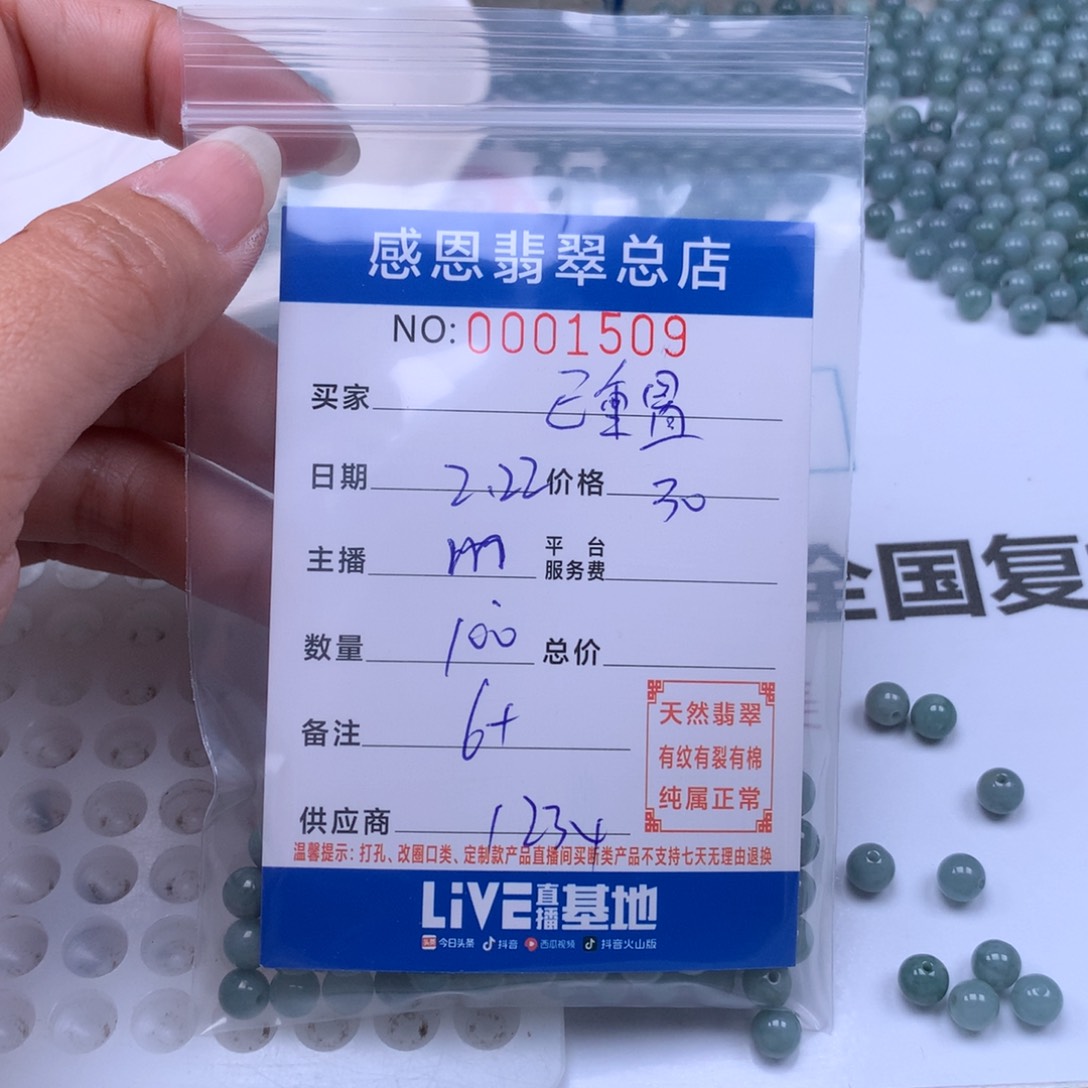 感恩翡翠总店
NO:0001509
买家 已重置
日期 2.22 价格 30
主播 m 平台服务费
数量 100 总价
备注 6+
供应商 1234
天然翡翠
有纹有裂有棉
纯属正常
温馨提示：打孔、改圈口类、定制款产品直播间买断类产品不支持七天无理由退换
LiVE直播基地
头条 今日头条 抖音 西瓜视频 抖音火山版
全国复